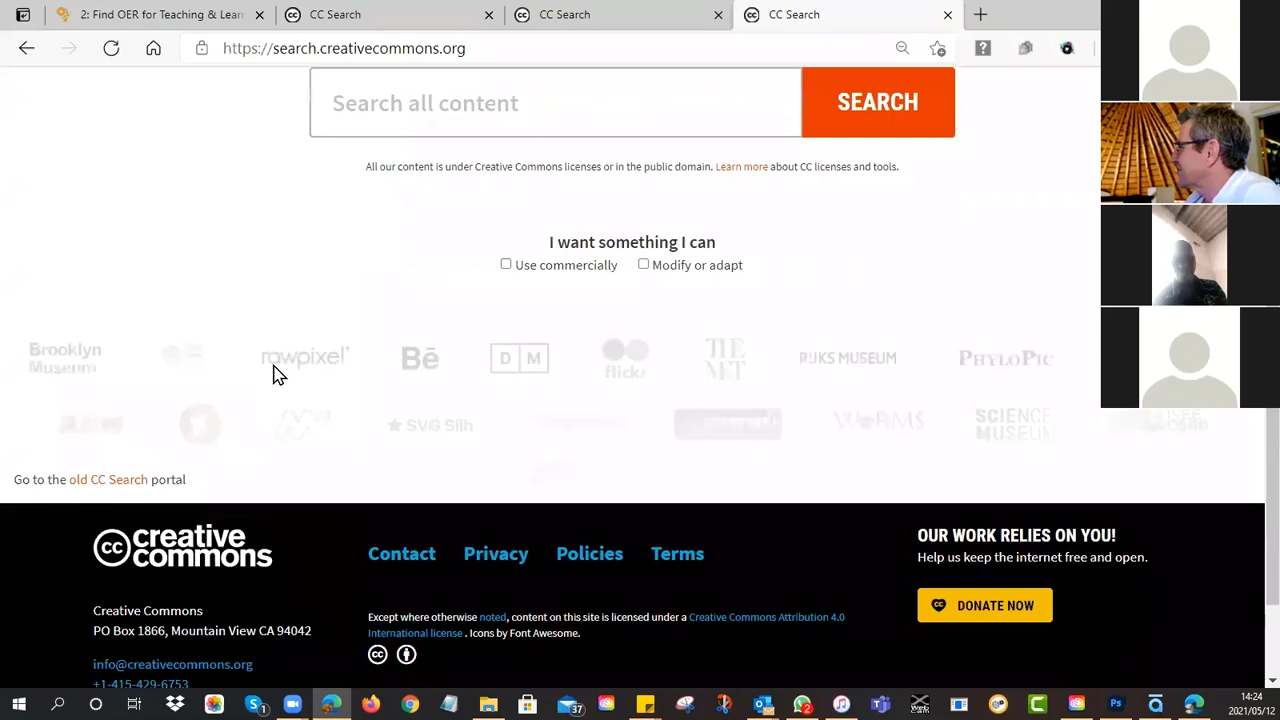 2: Find OER for Teaching & Lear
CC Search
CC Search
CC Search
https://search.creativecommons.org
Search all content
SEARCH
All our content is under Creative Commons licenses or in the public domain. Learn more about CC licenses and tools.
I want something I can
Use commercially
Modify or adapt
Brooklyn Museum
rawpixel
Bē
D M
flickr
THE MET
RIJKS MUSEUM
PHYLOPIC
SVG Silh
WoRMS
SCIENCE MUSEUM
Go to the old CC Search portal
cc creative commons
Contact
Privacy
Policies
Terms
OUR WORK RELIES ON YOU!
Help us keep the internet free and open.
DONATE NOW
Creative Commons
PO Box 1866, Mountain View CA 94042
Except where otherwise noted, content on this site is licensed under a Creative Commons Attribution 4.0
International license . Icons by Font Awesome.
info@creativecommons.org
+1-415-429-6753
14:24
2021/05/12